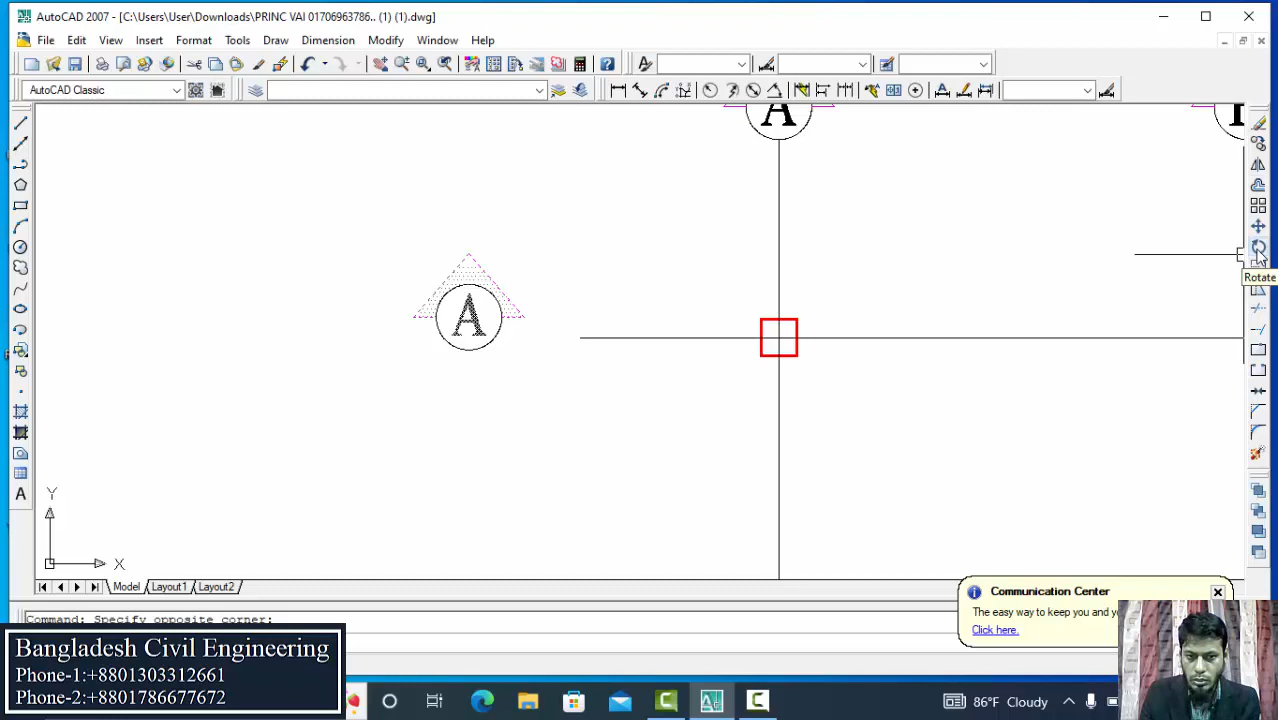 AutoCAD 2007 - [C:\Users\User\Downloads\PRINC VAI 01706963786.. (1) (1).dwg]
File Edit View Insert Format Tools Draw Dimension Modify Window Help
AutoCAD Classic
A
A
Rotate
Y
X
Model Layout1 Layout2
Command: Specify opposite corner:
Communication Center
The easy way to keep you and
Click here.
Bangladesh Civil Engineering
Phone-1:+8801303312661
Phone-2:+8801786677672
86°F Cloudy